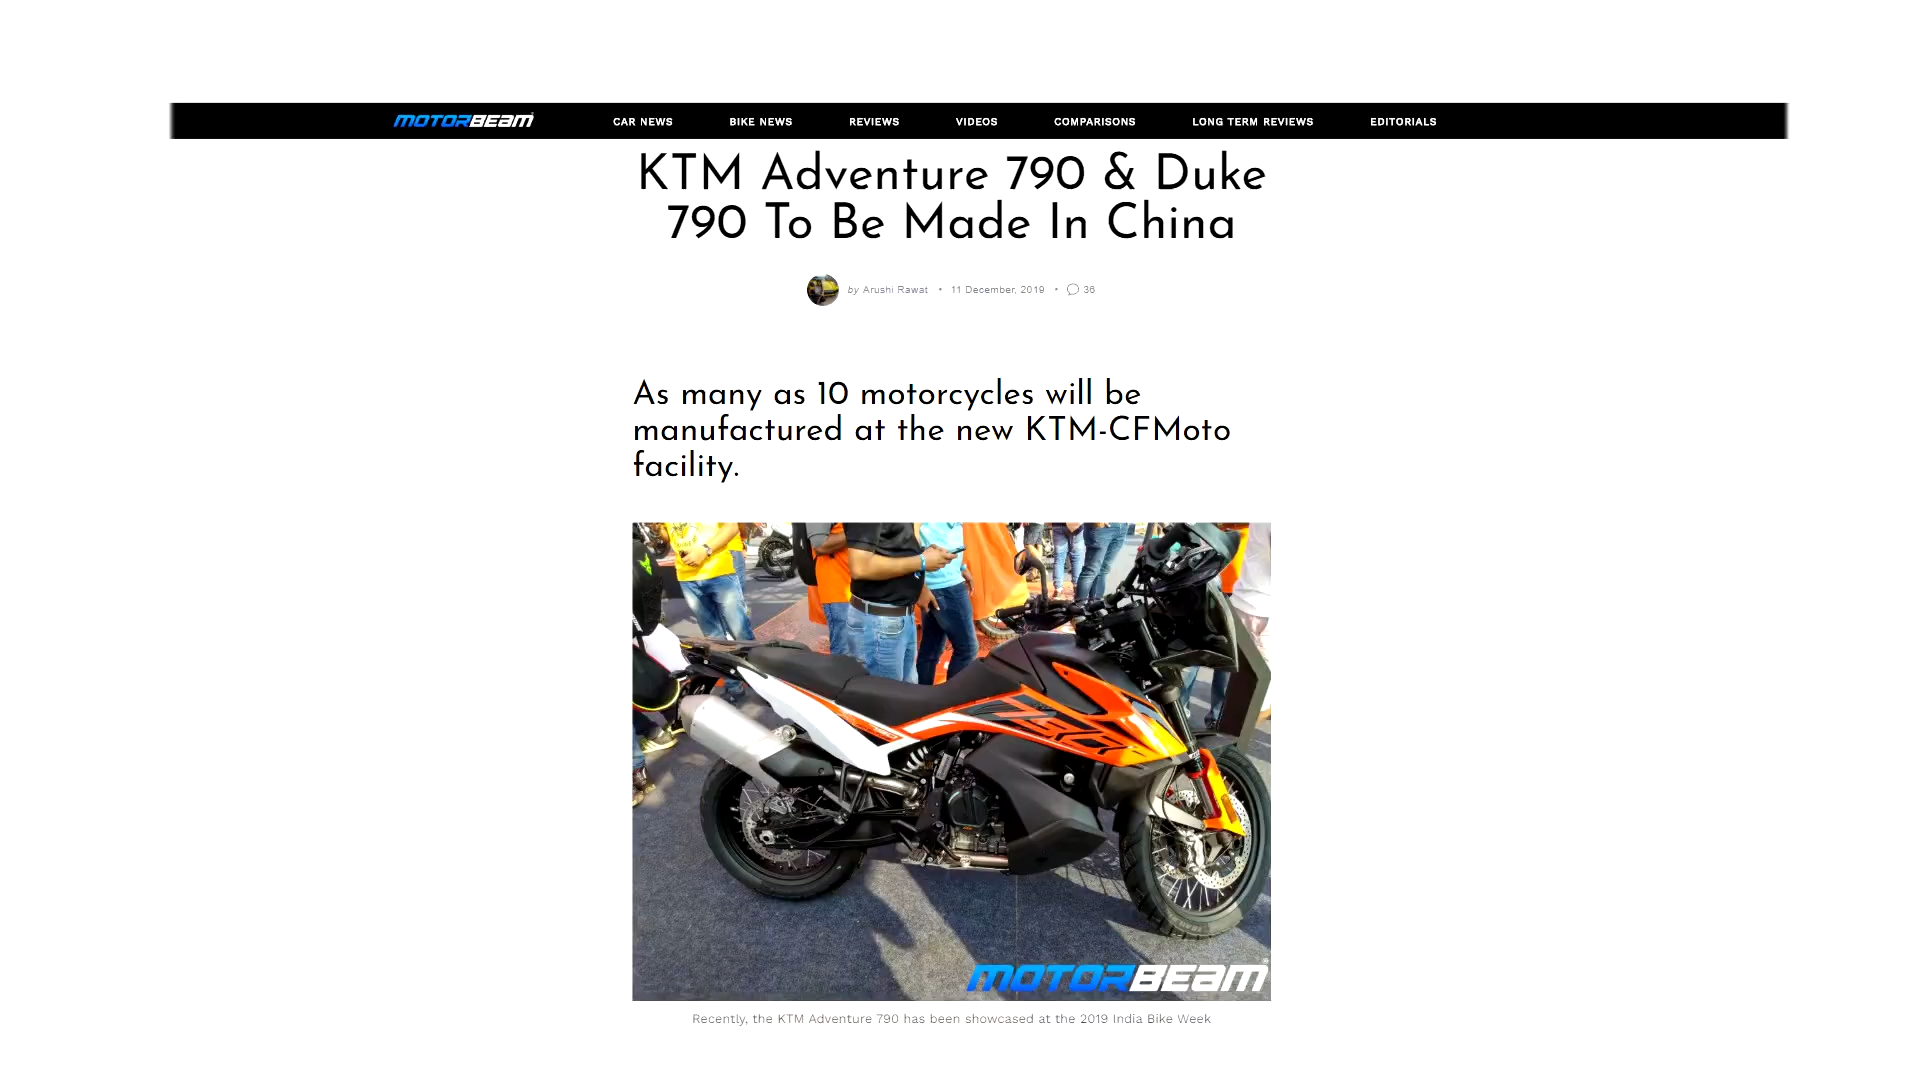 MOTORBEAM CAR NEWS BIKE NEWS REVIEWS VIDEOS COMPARISONS LONG TERM REVIEWS EDITORIALS
KTM Adventure 790 & Duke
790 To Be Made In China
by Arushi Rawat • 11 December, 2019 • 36
As many as 10 motorcycles will be
manufactured at the new KTM-CFMoto
facility.
790
MOTORBEAM
Recently, the KTM Adventure 790 has been showcased at the 2019 India Bike Week